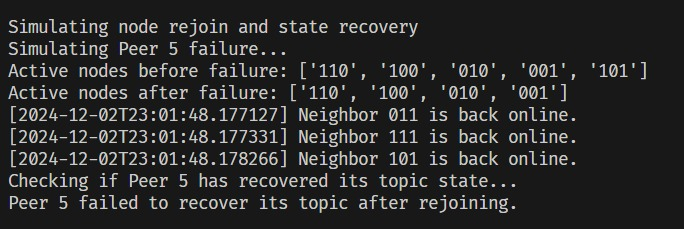 Simulating node rejoin and state recovery
Simulating Peer 5 failure...
Active nodes before failure: ['110', '100', '010', '001', '101']
Active nodes after failure: ['110', '100', '010', '001']
[2024-12-02T23:01:48.177127] Neighbor 011 is back online.
[2024-12-02T23:01:48.177331] Neighbor 111 is back online.
[2024-12-02T23:01:48.178266] Neighbor 101 is back online.
Checking if Peer 5 has recovered its topic state...
Peer 5 failed to recover its topic after rejoining.